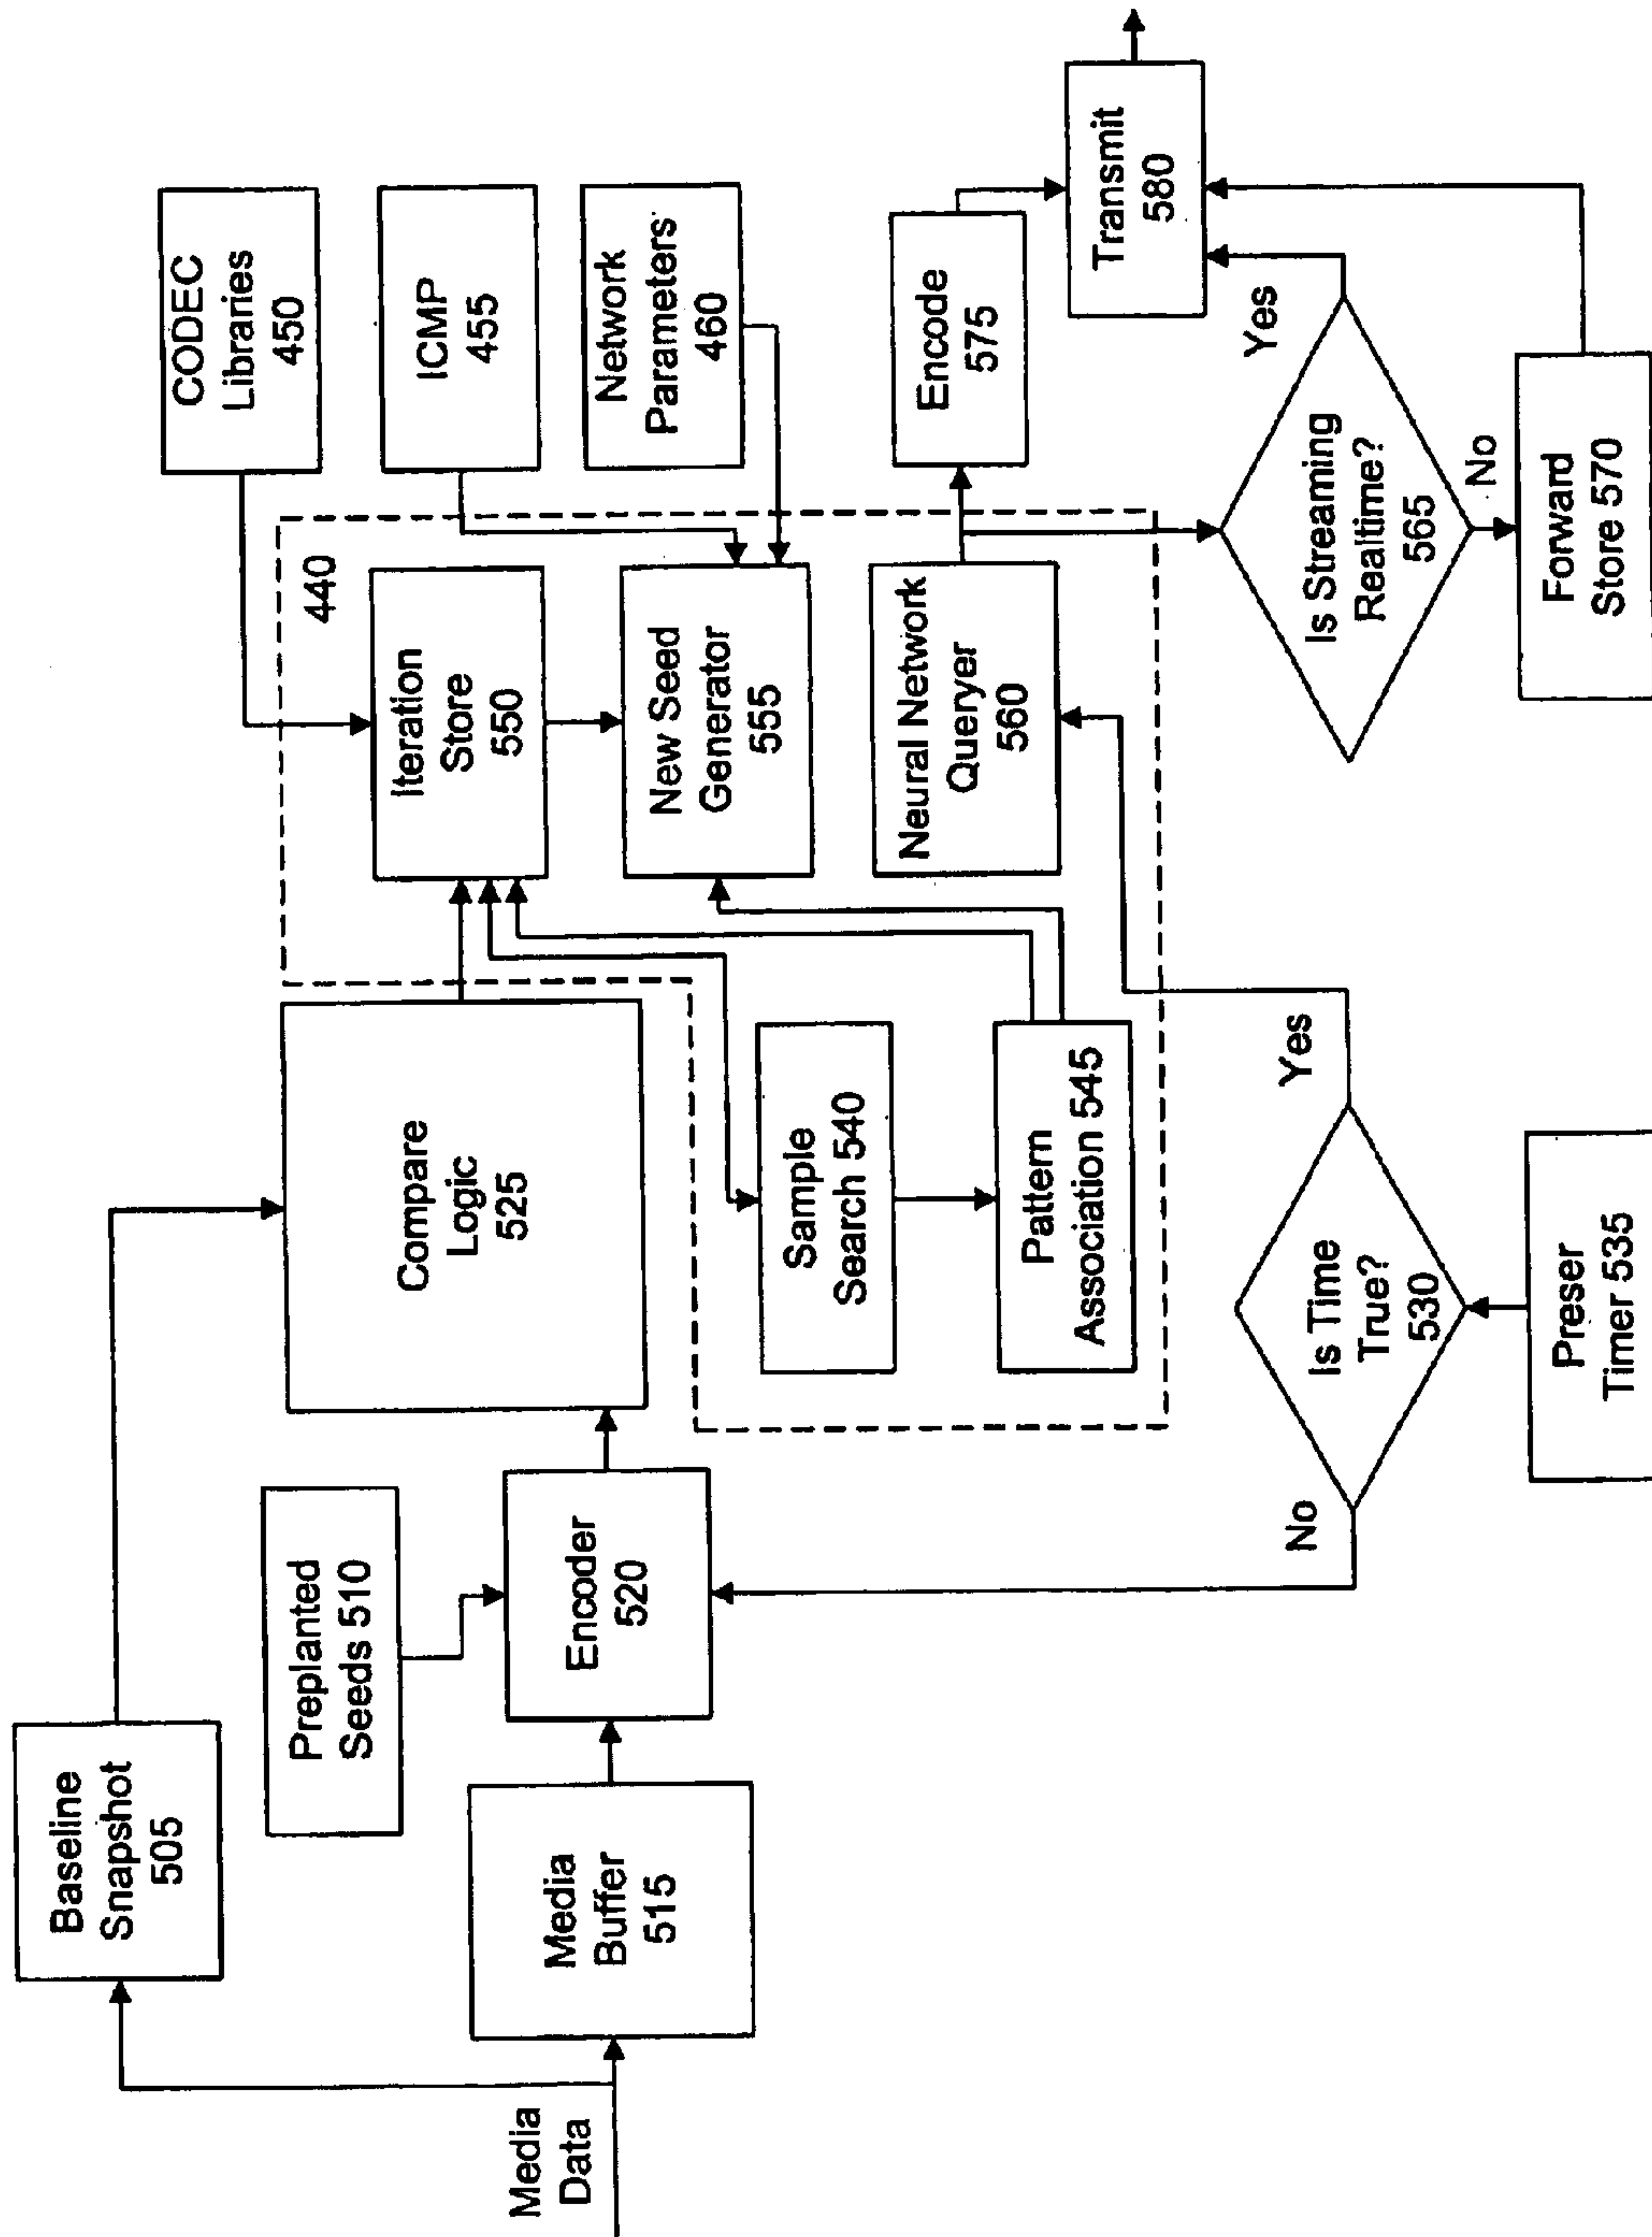 Media
Data
Baseline
Snapshot
505
Preplanted
Seeds 510
Media
Buffer
515
Encoder
520
Compare
Logic
525
No
Is Time
True?
530
Yes
Preser
Timer 535
Sample
Search 540
Pattern
Association 545
440
Iteration
Store
550
New Seed
Generator
555
Neural Network
Queryer
560
CODEC
Libraries
450
ICMP
455
Network
Parameters
460
Encode
575
Is Streaming
Realtime?
565
Yes
No
Forward
Store 570
Transmit
580